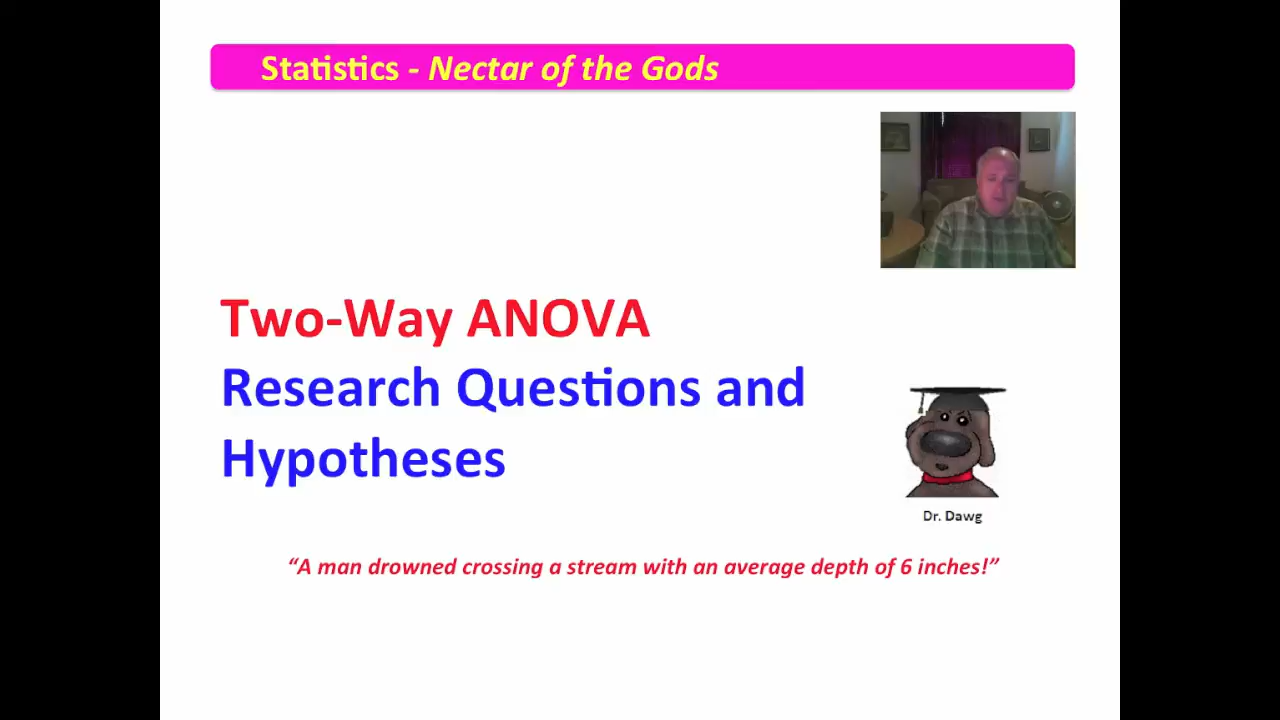 Statistics - Nectar of the Gods
Two-Way ANOVA
Research Questions and
Hypotheses
Dr. Dawg
“A man drowned crossing a stream with an average depth of 6 inches!”